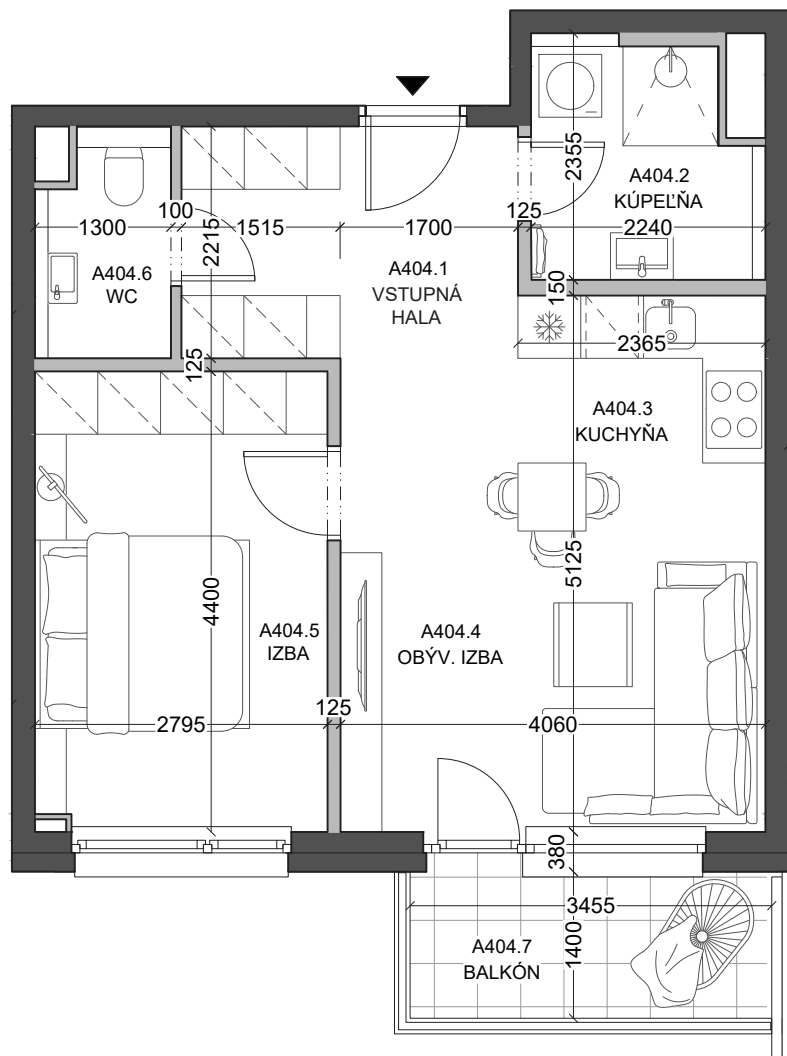 2355
A404.2
KÚPEĽŇA
1300
100
1515
1700
125
2240
2215
A404.6
WC
A404.1
VSTUPNÁ
HALA
150
2365
125
A404.3
KUCHYŇA
5125
4400
A404.5
IZBA
A404.4
OBÝV. IZBA
2795
125
4060
380
3455
A404.7
BALKÓN
1400